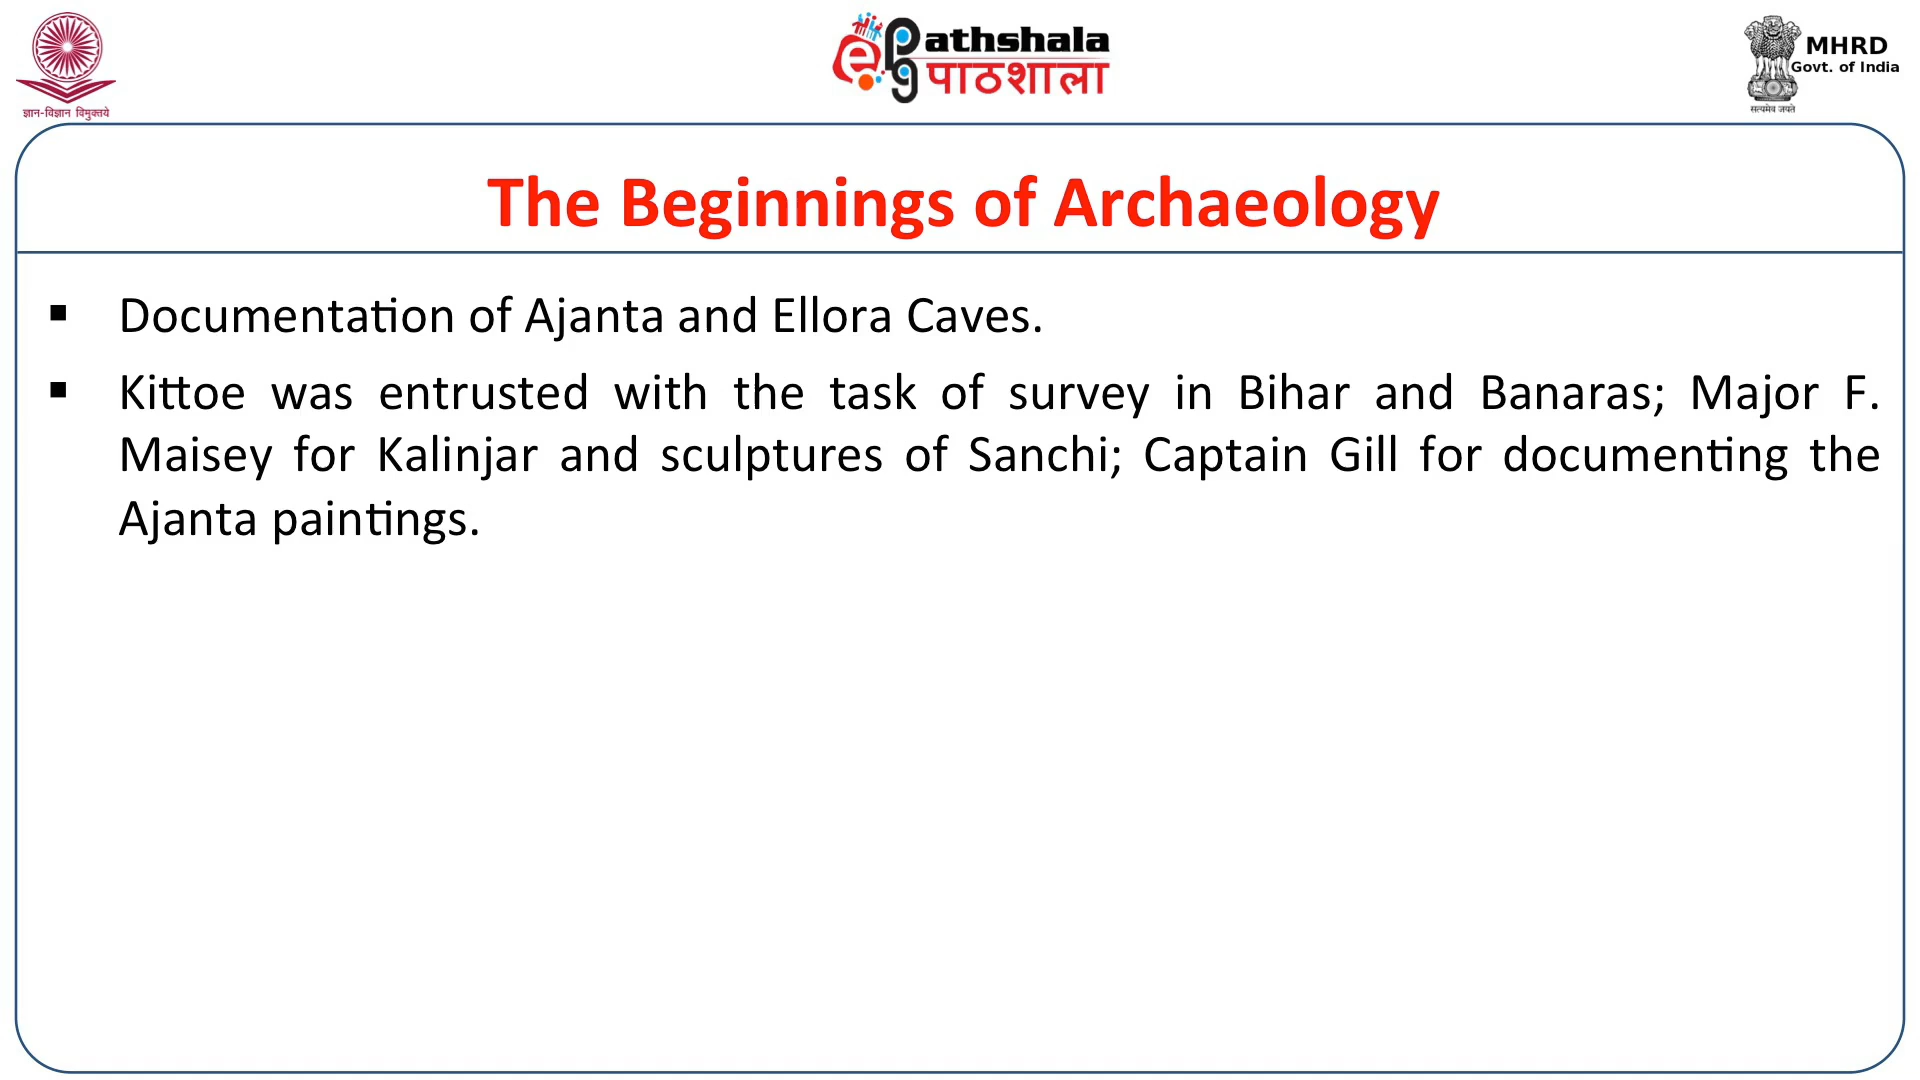 ज्ञान-विज्ञान विमुक्तये
e
pg
Pathshala
पाठशाला
MHRD
Govt. of India
सत्यमेव जयते
The Beginnings of Archaeology
▪ Documentation of Ajanta and Ellora Caves.
▪ Kittoe was entrusted with the task of survey in Bihar and Banaras; Major F.
Maisey for Kalinjar and sculptures of Sanchi; Captain Gill for documenting the
Ajanta paintings.